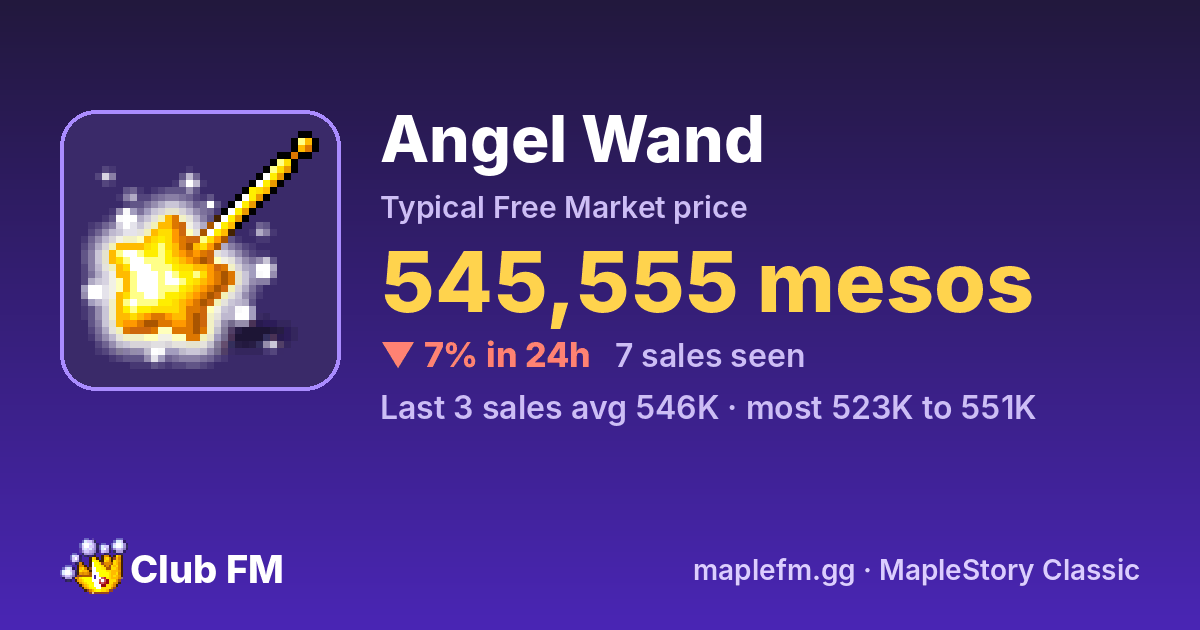 Angel Wand
Typical Free Market price
545,555 mesos
▼ 7% in 24h 7 sales seen
Last 3 sales avg 546K · most 523K to 551K
Club FM
maplefm.gg · MapleStory Classic